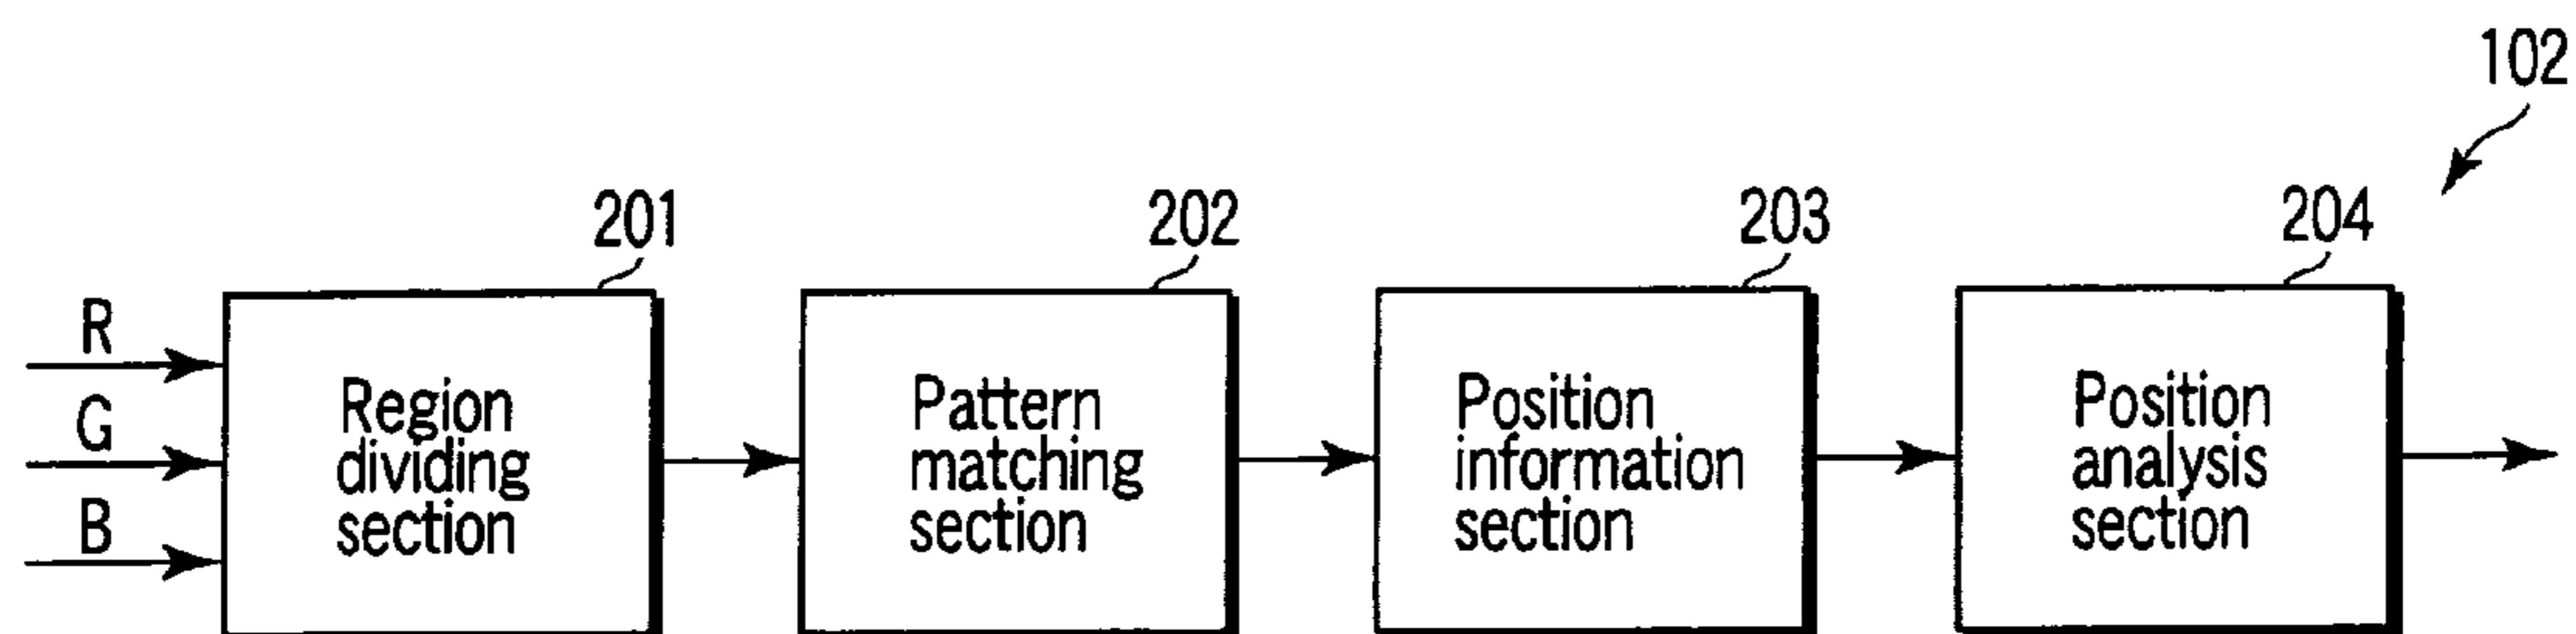 102
201
202
203
204
R
G
B
Region
dividing
section
Pattern
matching
section
Position
information
section
Position
analysis
section